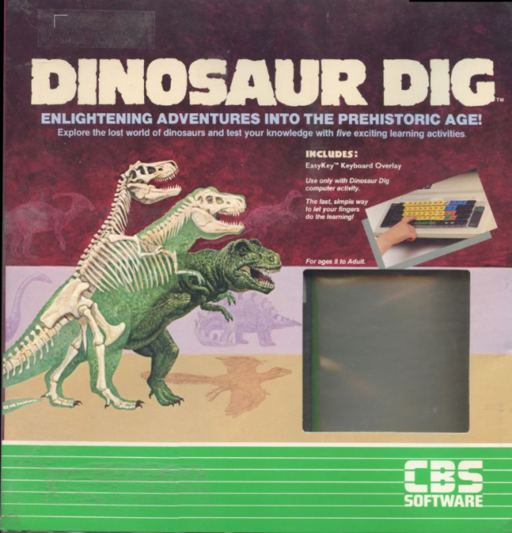 DINOSAUR DIG™
ENLIGHTENING ADVENTURES INTO THE PREHISTORIC AGE!
Explore the lost world of dinosaurs and test your knowledge with five exciting learning activities.
INCLUDES:
EasyKey™ Keyboard Overlay
Use only with Dinosaur Dig
computer activity.
The fast, simple way
to let your fingers
do the learning!
For ages 8 to Adult.
CBS
SOFTWARE